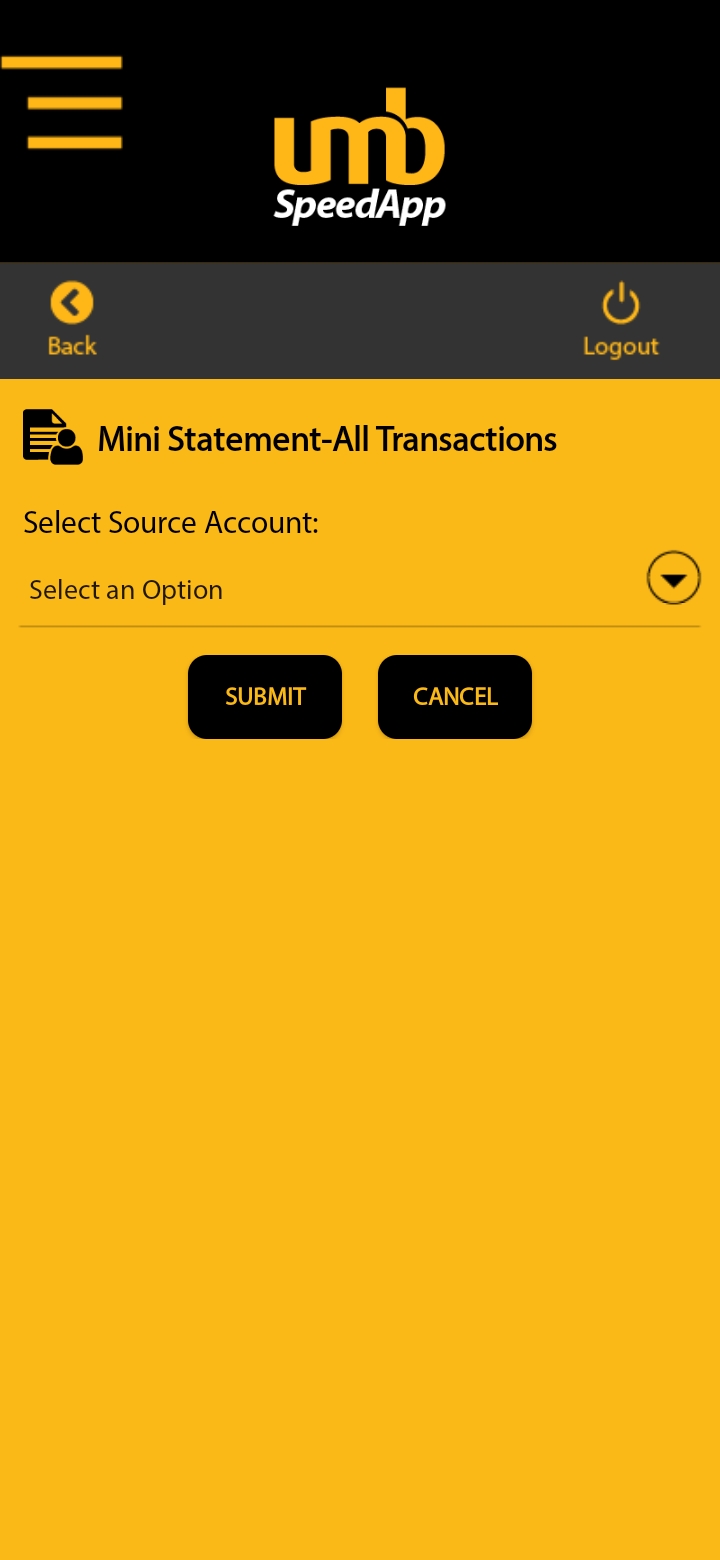 umb
SpeedApp
Back
Logout
Mini Statement-All Transactions
Select Source Account:
Select an Option
SUBMIT
CANCEL